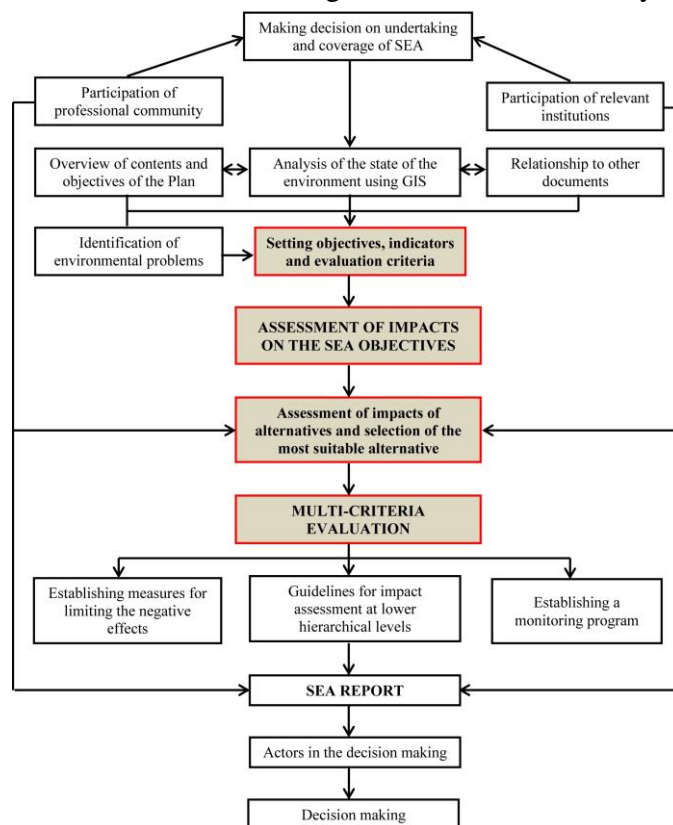 Making decision on undertaking
and coverage of SEA
Participation of
professional community
Participation of relevant
institutions
Overview of contents and
objectives of the Plan
Analysis of the state of the
environment using GIS
Relationship to other
documents
Identification of
environmental problems
Setting objectives, indicators
and evaluation criteria
ASSESSMENT OF IMPACTS
ON THE SEA OBJECTIVES
Assessment of impacts of
alternatives and selection of the
most suitable alternative
MULTI-CRITERIA
EVALUATION
Establishing measures for
limiting the negative
effects
Guidelines for impact
assessment at lower
hierarchical levels
Establishing a
monitoring program
SEA REPORT
Actors in the decision making
Decision making